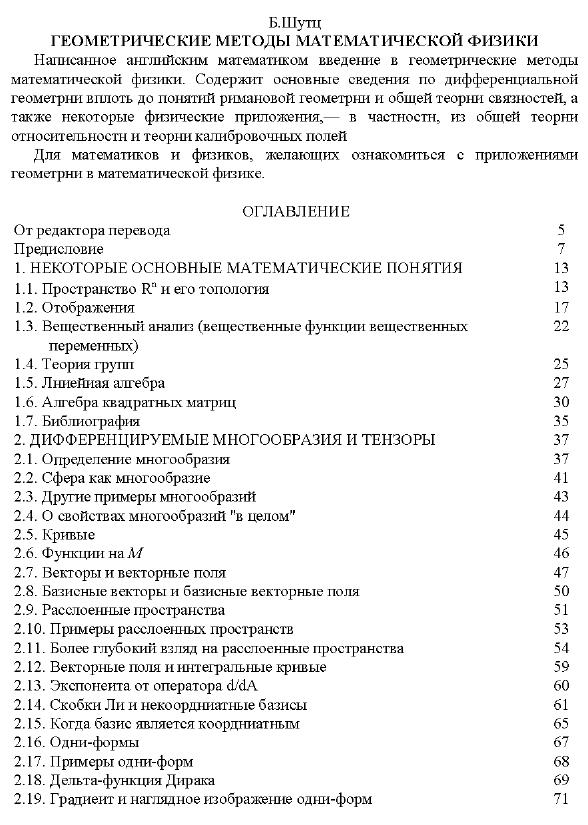 Б.Шутц
ГЕОМЕТРИЧЕСКИЕ МЕТОДЫ МАТЕМАТИЧЕСКОЙ ФИЗИКИ
Написанное английским математиком введение в геометрические методы
математической физики. Содержит основные сведения по дифференциальной
геометрни вплоть до понятий римановой геометрни и общей теорни связностей, а
также некоторые физические приложения,— в частности, из общей теорни
относительности и теорни калибровочных полей
Для математиков и физиков, желающих ознакомиться с приложениями
геометрни в математической физике.
ОГЛАВЛЕНИЕ
От редактора перевода 5
Предисловие 7
1. НЕКОТОРЫЕ ОСНОВНЫЕ МАТЕМАТИЧЕСКИЕ ПОНЯТИЯ 13
1.1. Пространство Rⁿ и его топология 13
1.2. Отображения 17
1.3. Вещественный анализ (вещественные функции вещественных 22
переменных)
1.4. Теория групп 25
1.5. Линейная алгебра 27
1.6. Алгебра квадратных матриц 30
1.7. Библиография 35
2. ДИФФЕРЕНЦИРУЕМЫЕ МНОГООБРАЗИЯ И ТЕНЗОРЫ 37
2.1. Определение многообразия 37
2.2. Сфера как многообразие 41
2.3. Другие примеры многообразий 43
2.4. О свойствах многообразий "в целом" 44
2.5. Кривые 45
2.6. Функции на M 46
2.7. Векторы и векторные поля 47
2.8. Базисные векторы и базисные векторные поля 50
2.9. Расслоенные пространства 51
2.10. Примеры расслоенных пространств 53
2.11. Более глубокий взгляд на расслоенные пространства 54
2.12. Векторные поля и интегральные кривые 59
2.13. Экспонеита от оператора d/dA 60
2.14. Скобки Ли и некоордниатные базисы 61
2.15. Когда базис является коордниатным 65
2.16. Одни-формы 67
2.17. Примеры одни-форм 68
2.18. Дельта-функция Дирака 69
2.19. Градиеит и наглядное изображение одни-форм 71